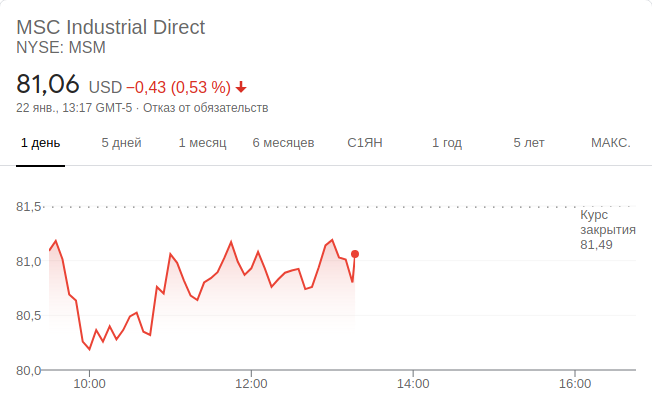 MSC Industrial Direct
NYSE: MSM
81,06 USD −0,43 (0,53 %)
22 янв., 13:17 GMT-5 · Отказ от обязательств
1 день 5 дней 1 месяц 6 месяцев С1ЯН 1 год 5 лет МАКС.
81,5
Курс
закрытия
81,49
81,0
80,5
80,0
10:00 12:00 14:00 16:00